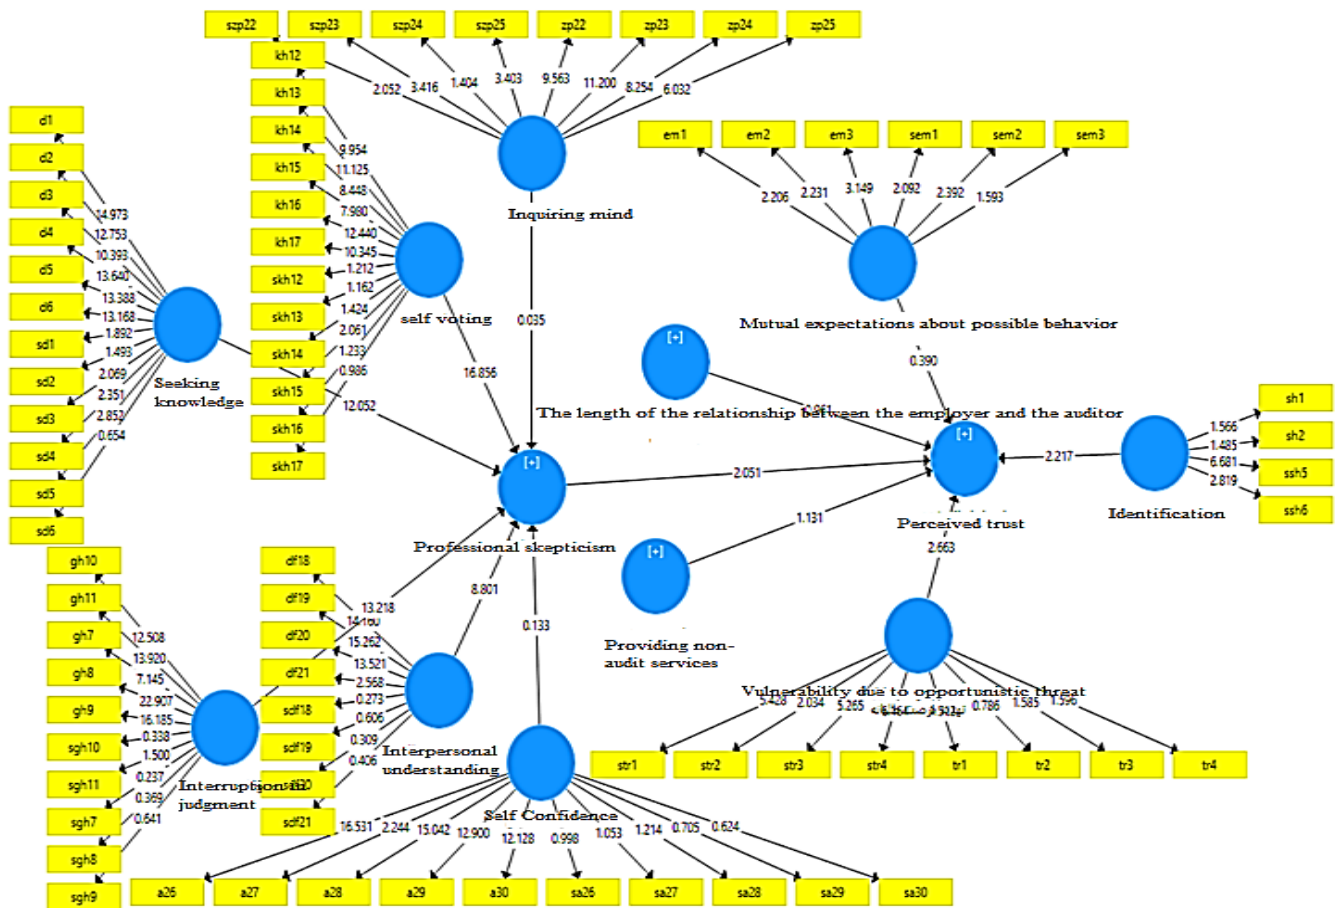 szp22 szp23 szp24 szp25 zp22 zp23 zp24 zp25
2.052 3.416 1.404 3.403 9.563 11.200 8.254 6.032
Inquiring mind
0.035
kh12
kh13
kh14
kh15
kh16
kh17
skh12
skh13
skh14
skh15
skh16
skh17
9.954
11.125
8.448
7.980
12.440
10.345
1.212
1.162
1.424
2.061
1.233
0.986
self voting
16.856
d1
d2
d3
d4
d5
d6
sd1
sd2
sd3
sd4
sd5
sd6
14.973
12.753
10.393
13.640
13.388
13.168
1.892
1.493
2.069
2.351
2.852
0.654
Seeking
knowledge
12.052
em1 em2 em3 sem1 sem2 sem3
2.206 2.231 3.149 2.092 2.392 1.593
Mutual expectations about possible behavior
0.390
[+]
The length of the relationship between the employer and the auditor
[+]
Perceived trust
2.217
Identification
sh1
sh2
ssh5
ssh6
1.566
1.485
6.681
2.819
[+]
Professional skepticism
2.051
[+]
1.131
Providing non-
audit services
2.663
Vulnerability due to opportunistic threat
5.428 2.034 5.265 0.786 1.585 1.596
str1 str2 str3 str4 tr1 tr2 tr3 tr4
gh10
gh11
gh7
gh8
gh9
sgh10
sgh11
sgh7
sgh8
sgh9
12.508
13.920
7.145
22.907
16.185
0.338
1.500
0.237
0.369
0.641
Interruption in
judgment
13.218
df18
df19
df20
df21
sdf18
sdf19
sdf21
14.160
15.262
13.521
2.568
0.273
0.606
0.309
0.406
Interpersonal
understanding
8.801
0.133
Self Confidence
16.531 2.244 15.042 12.900 12.128 0.998 1.053 1.214 0.705 0.624
a26 a27 a28 a29 a30 sa26 sa27 sa28 sa29 sa30